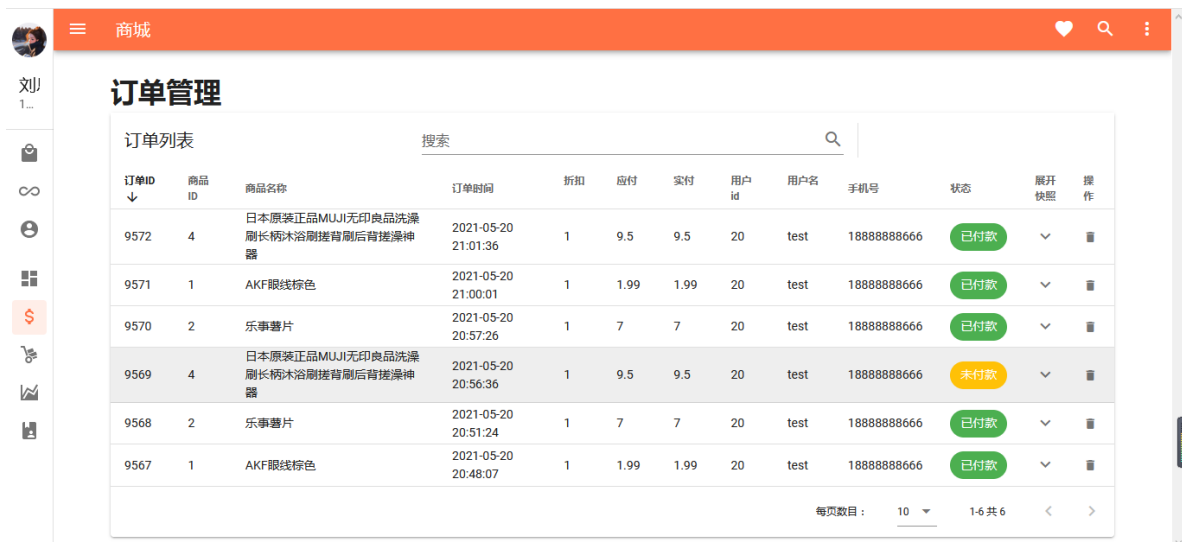 商城
刘
1...
订单管理
订单列表
搜索
订单ID 商品ID 商品名称 订单时间 折扣 应付 实付 用户id 用户名 手机号 状态 展开快照 操作
日本原装正品MUJI无印良品洗澡
9572 4 刷长柄沐浴刷搓背刷后背搓澡神 2021-05-20 1 9.5 9.5 20 test 18888888666 已付款
器 21:01:36
9571 1 AKF眼线棕色 2021-05-20 1 1.99 1.99 20 test 18888888666 已付款
21:00:01
9570 2 乐事薯片 2021-05-20 1 7 7 20 test 18888888666 已付款
20:57:26
日本原装正品MUJI无印良品洗澡
9569 4 刷长柄沐浴刷搓背刷后背搓澡神 2021-05-20 1 9.5 9.5 20 test 18888888666 未付款
器 20:56:36
9568 2 乐事薯片 2021-05-20 1 7 7 20 test 18888888666 已付款
20:51:24
9567 1 AKF眼线棕色 2021-05-20 1 1.99 1.99 20 test 18888888666 已付款
20:48:07
每页数目： 10 1-6 共 6